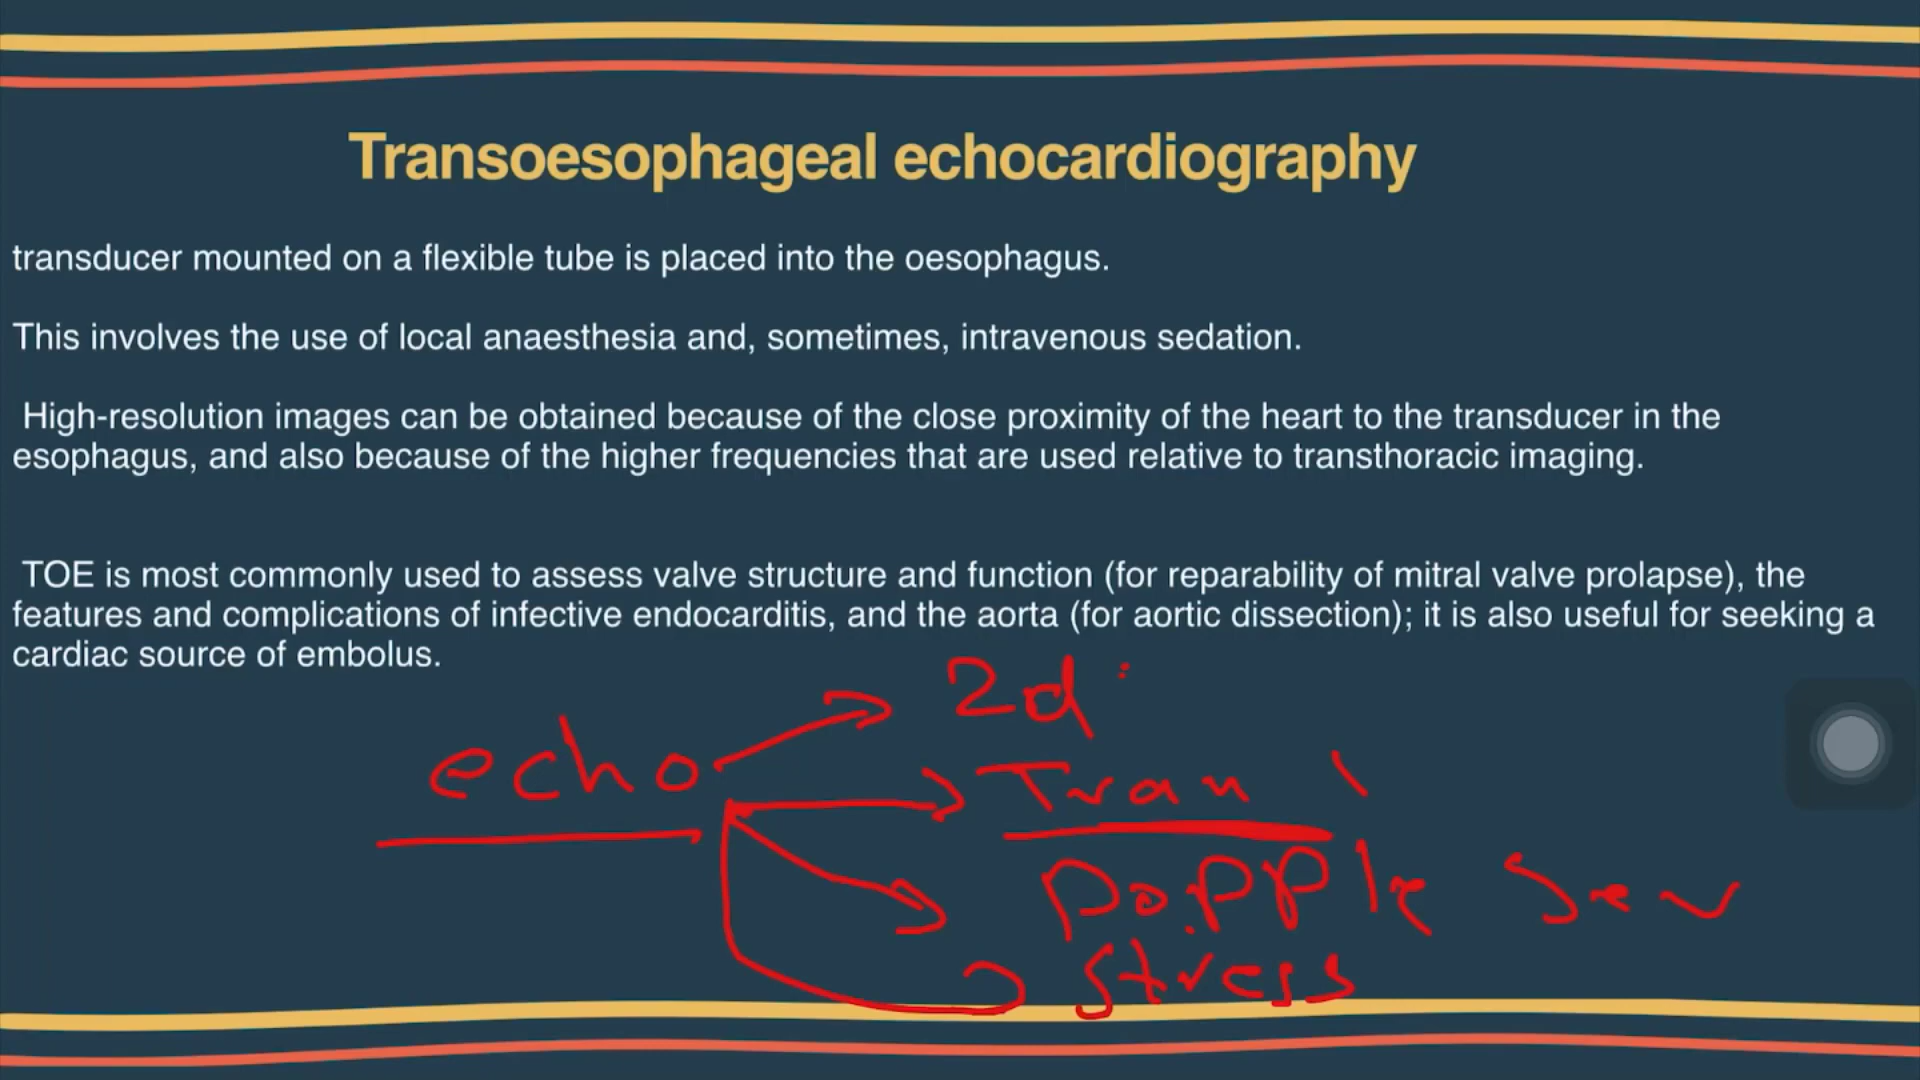 Transoesophageal echocardiography
transducer mounted on a flexible tube is placed into the oesophagus.
This involves the use of local anaesthesia and, sometimes, intravenous sedation.
High-resolution images can be obtained because of the close proximity of the heart to the transducer in the
esophagus, and also because of the higher frequencies that are used relative to transthoracic imaging.
TOE is most commonly used to assess valve structure and function (for reparability of mitral valve prolapse), the
features and complications of infective endocarditis, and the aorta (for aortic dissection); it is also useful for seeking a
cardiac source of embolus.
2d
echo
Tran
stress